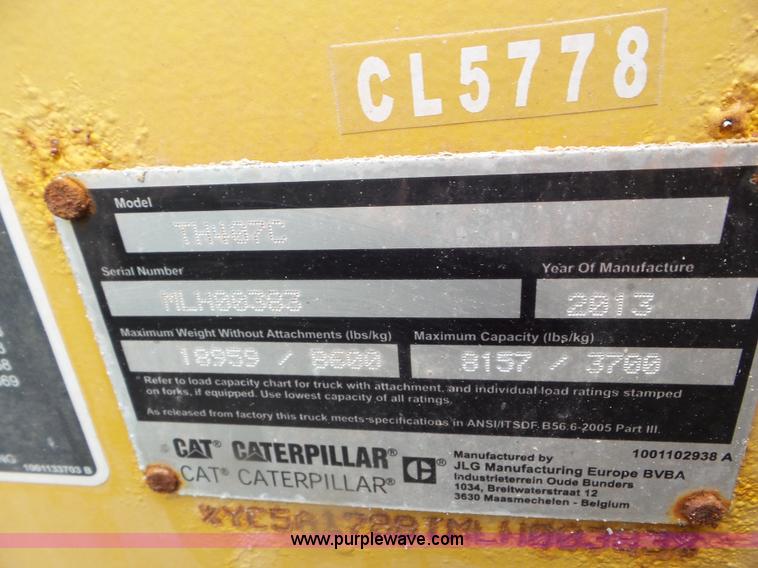 CL5778
Model
TH407C
Serial Number
Year Of Manufacture
MLH00383
2013
Maximum Weight Without Attachments (lbs/kg)
Maximum Capacity (lbs/kg)
18959 / 8600
8157 / 3700
*Refer to load capacity chart for truck with attachment, and individual load ratings stamped
on forks, if equipped. Use lowest capacity of all ratings.
As released from factory this truck meets specifications in ANSI/ITSDF B56.6-2005 Part III.
CAT® CATERPILLAR®
CAT® CATERPILLAR®
C
Manufactured by
1001102938 A
JLG Manufacturing Europe BVBA
Industrieterrein Oude Bunders
1034, Breitwaterstraat 12
3630 Maasmechelen - Belgium
1001133703 B
www.purplewave.com